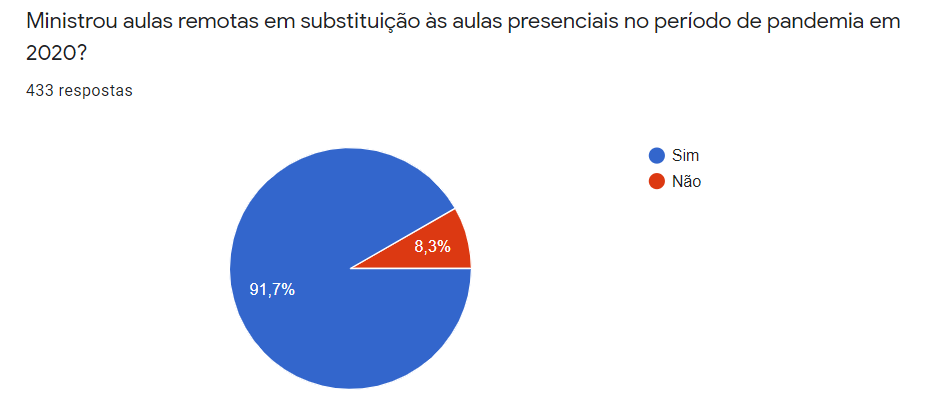 Ministrou aulas remotas em substituição às aulas presenciais no período de pandemia em
2020?
433 respostas
Sim
Não
8,3%
91,7%